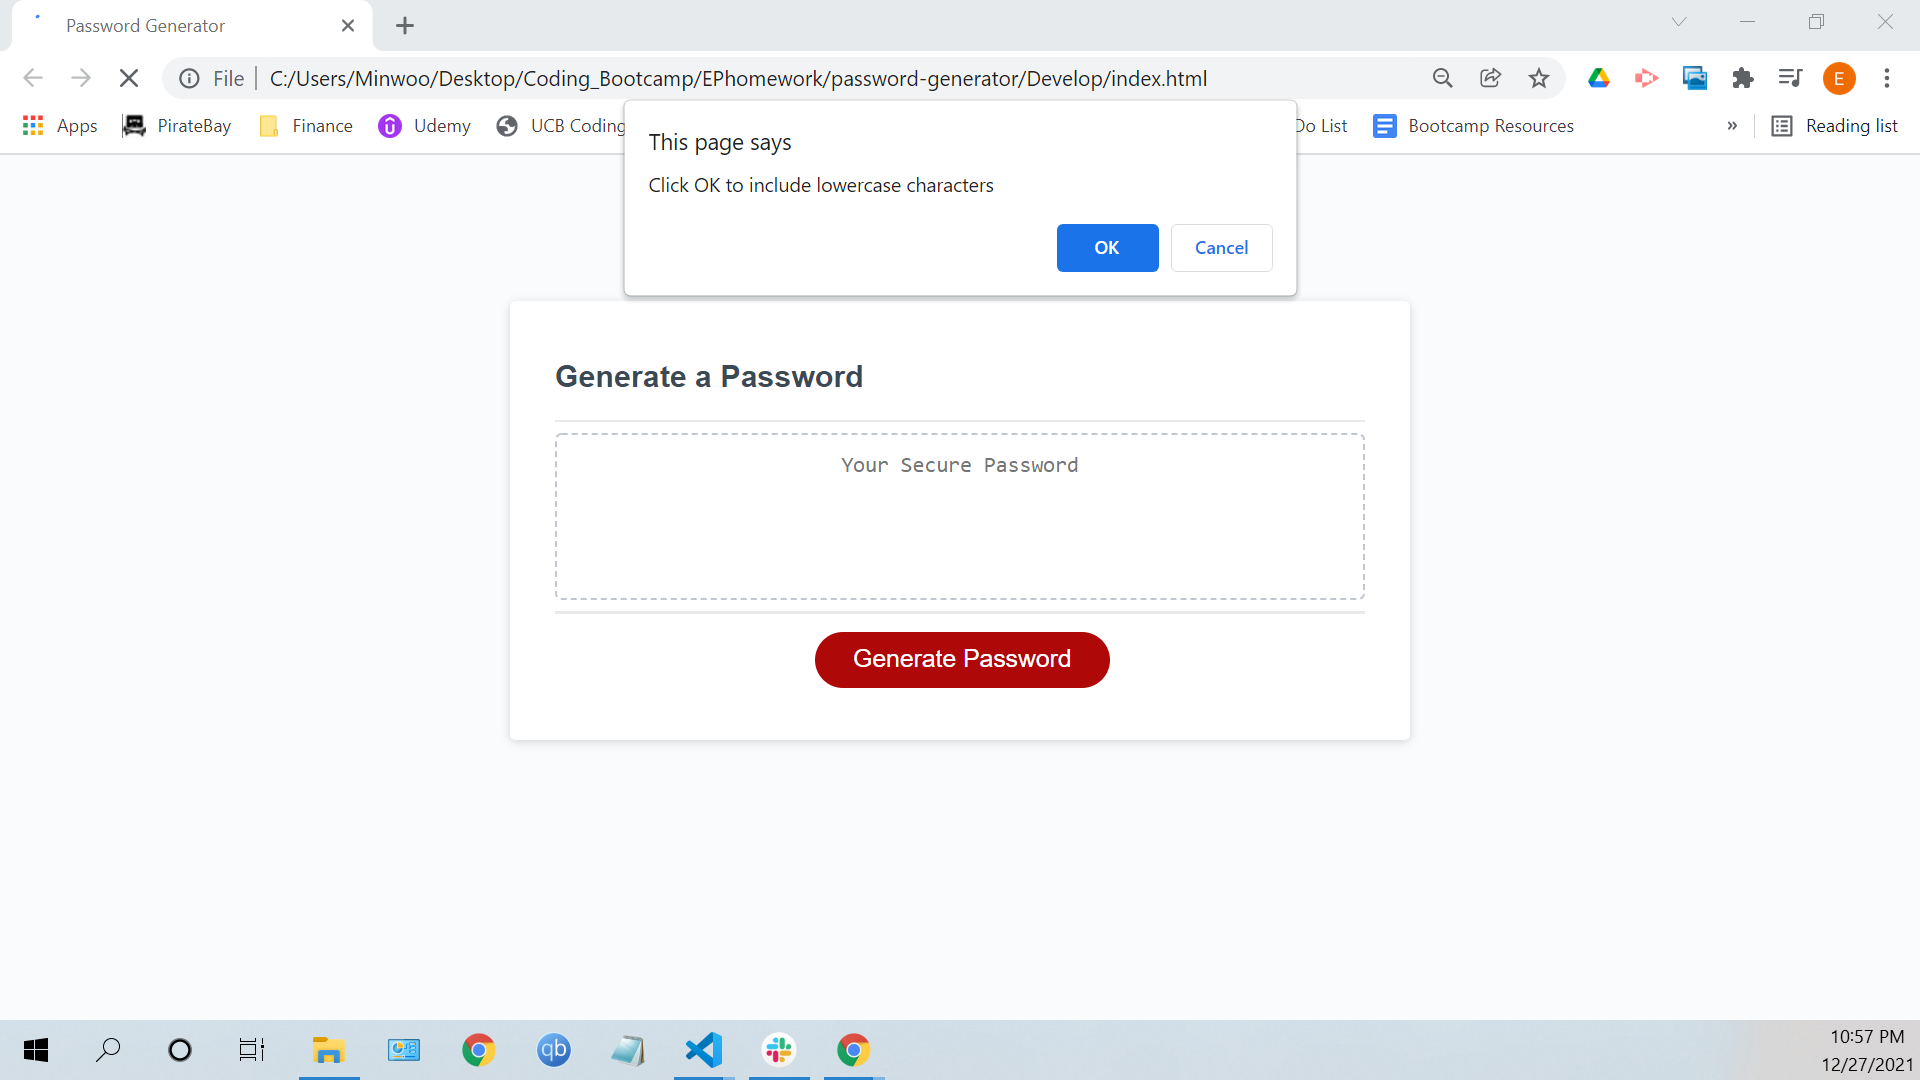 Password Generator
File C:/Users/Minwoo/Desktop/Coding_Bootcamp/EPhomework/password-generator/Develop/index.html
E
Apps PirateBay Finance Udemy UCB Coding Do List Bootcamp Resources » Reading list
This page says
Click OK to include lowercase characters
OK Cancel
Generate a Password
Your Secure Password
Generate Password
qb
10:57 PM
12/27/2021